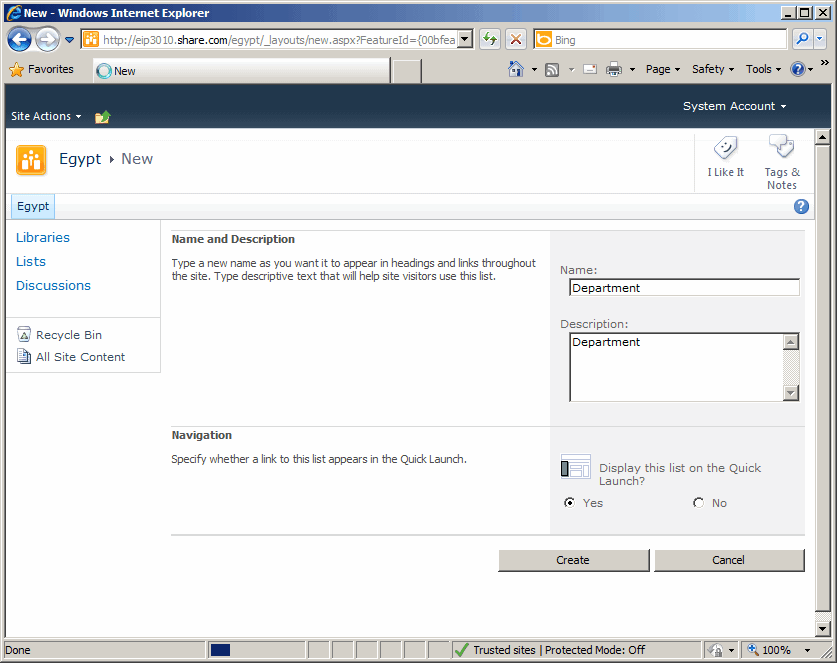 New - Windows Internet Explorer
http://eip3010.share.com/egypt/_layouts/new.aspx?FeatureId={00bfea
Bing
Favorites
New
Page
Safety
Tools
System Account
Site Actions
Egypt
New
I Like It
Tags &
Notes
Egypt
Libraries
Lists
Discussions
Recycle Bin
All Site Content
Name and Description
Type a new name as you want it to appear in headings and links throughout
the site. Type descriptive text that will help site visitors use this list.
Name:
Department
Description:
Department
Navigation
Specify whether a link to this list appears in the Quick Launch.
Display this list on the Quick
Launch?
Yes
No
Create
Cancel
Done
Trusted sites | Protected Mode: Off
100%